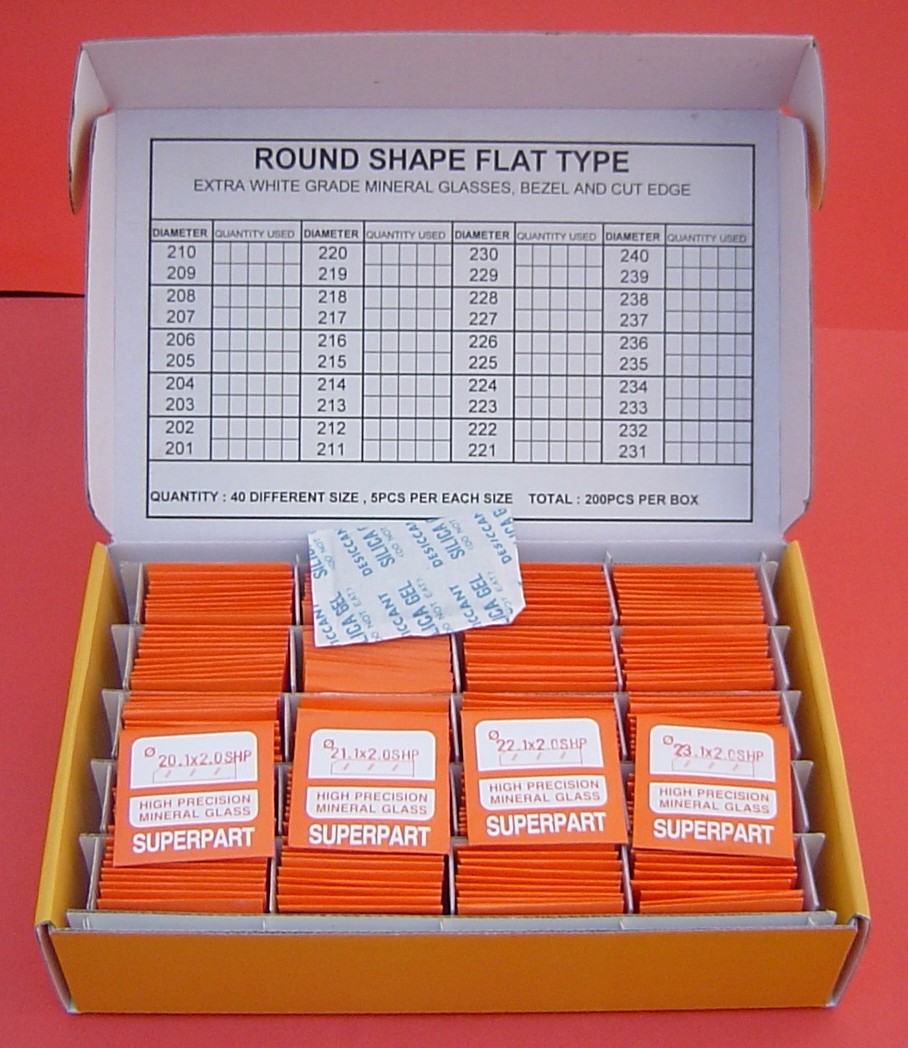 ROUND SHAPE FLAT TYPE
EXTRA WHITE GRADE MINERAL GLASSES, BEZEL AND CUT EDGE
DIAMETER QUANTITY USED DIAMETER QUANTITY USED DIAMETER QUANTITY USED DIAMETER QUANTITY USED
210 220 230 240
209 219 229 239
208 218 228 238
207 217 227 237
206 216 226 236
205 215 225 235
204 214 224 234
203 213 223 233
202 212 222 232
201 211 221 231
QUANTITY : 40 DIFFERENT SIZE , 5PCS PER EACH SIZE TOTAL : 200PCS PER BOX
SILICA GEL
DESICCANT
DO NOT EAT
Ø 20.1x2.0SHP
HIGH PRECISION
MINERAL GLASS
SUPERPART
Ø 21.1x2.0SHP
HIGH PRECISION
MINERAL GLASS
SUPERPART
Ø 22.1x2.0SHP
HIGH PRECISION
MINERAL GLASS
SUPERPART
Ø 23.1x2.0SHP
HIGH PRECISION
MINERAL GLASS
SUPERPART